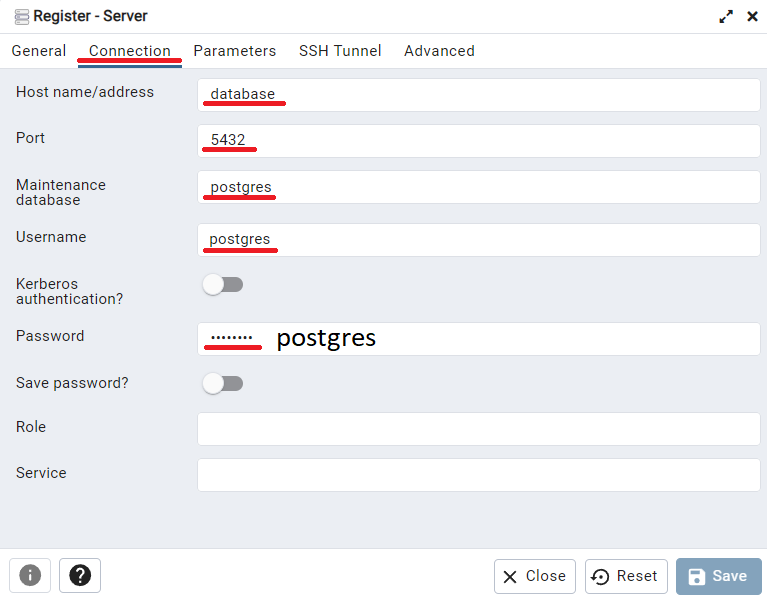 Register - Server
General Connection Parameters SSH Tunnel Advanced
Host name/address database
Port 5432
Maintenance
database postgres
Username postgres
Kerberos
authentication?
Password •••••••• postgres
Save password?
Role
Service
Close Reset Save